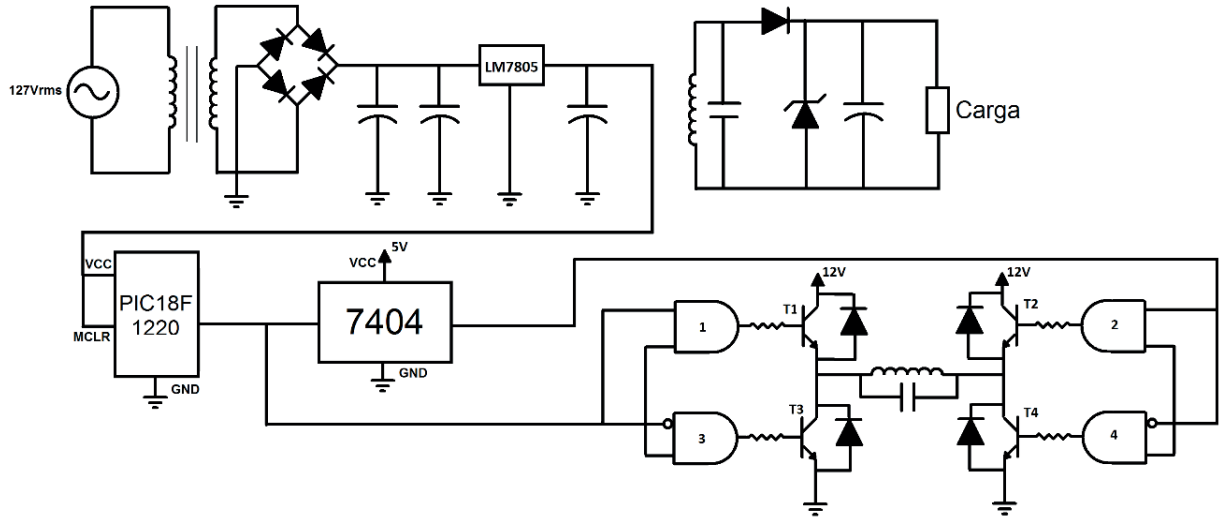 127Vrms
LM7805
Carga
VCC
PIC18F
1220
MCLR
GND
5V
VCC
7404
GND
12V
T1
1
12V
T2
2
T3
3
T4
4